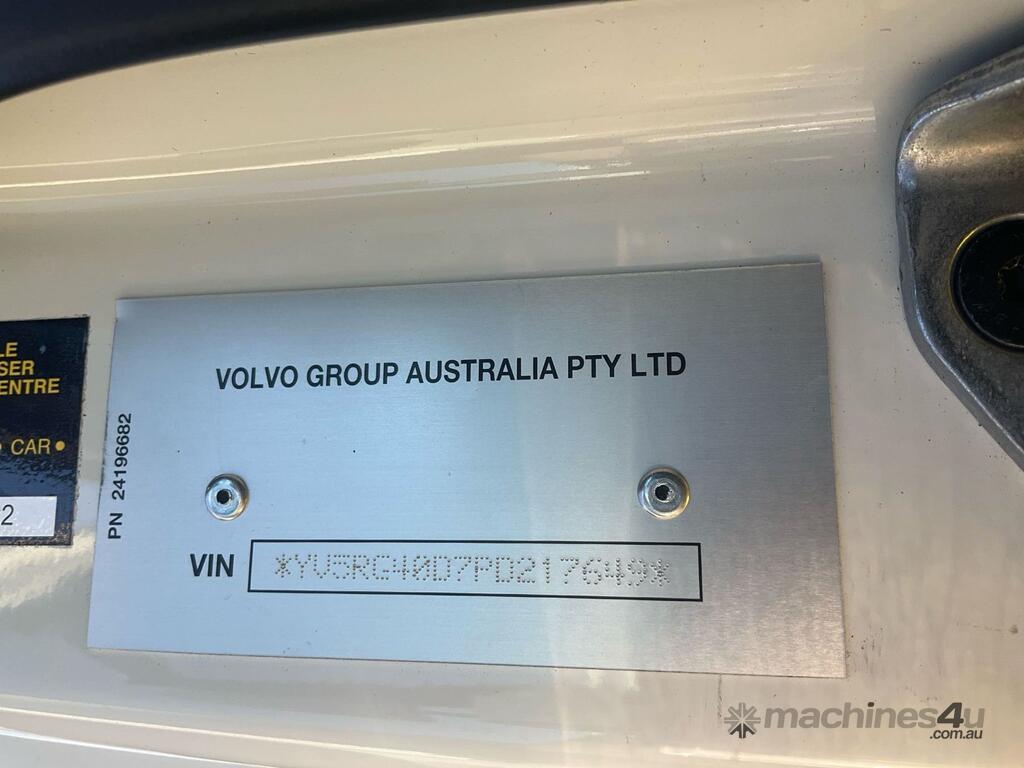 LE
SER
ENTRE
CAR •
2
VOLVO GROUP AUSTRALIA PTY LTD
PN 24196682
VIN *YV5RG40D7PD217649*
machines4u
.com.au